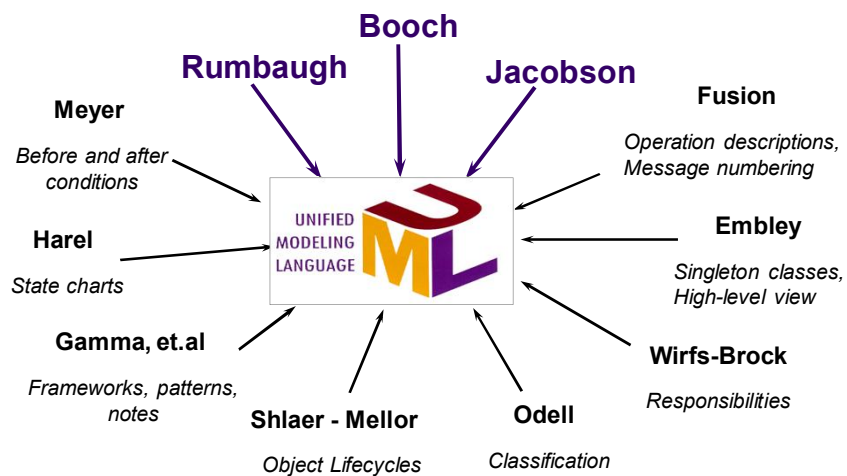 Booch
Rumbaugh
Jacobson
Meyer
Before and after
conditions
Fusion
Operation descriptions,
Message numbering
Harel
State charts
UNIFIED
MODELING
LANGUAGE
UML
Embley
Singleton classes,
High-level view
Gamma, et.al
Frameworks, patterns,
notes
Shlaer - Mellor
Object Lifecycles
Odell
Classification
Wirfs-Brock
Responsibilities